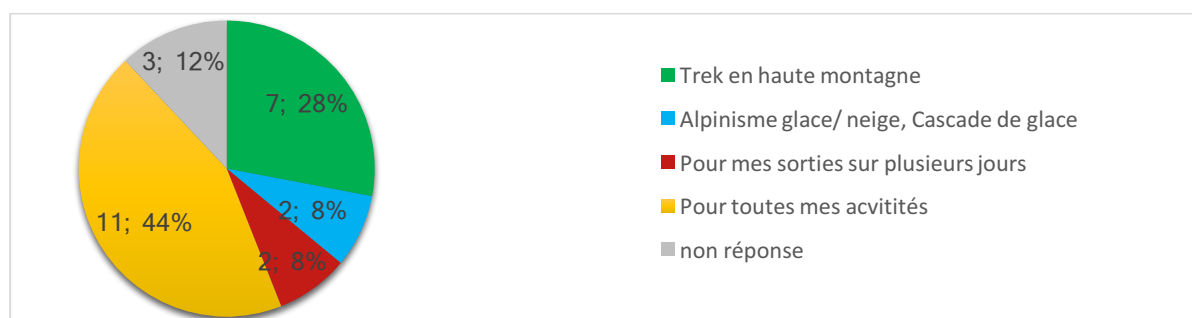 3; 12%
7; 28%
2; 8%
2; 8%
11; 44%
Trek en haute montagne
Alpinisme glace/ neige, Cascade de glace
Pour mes sorties sur plusieurs jours
Pour toutes mes acvitités
non réponse